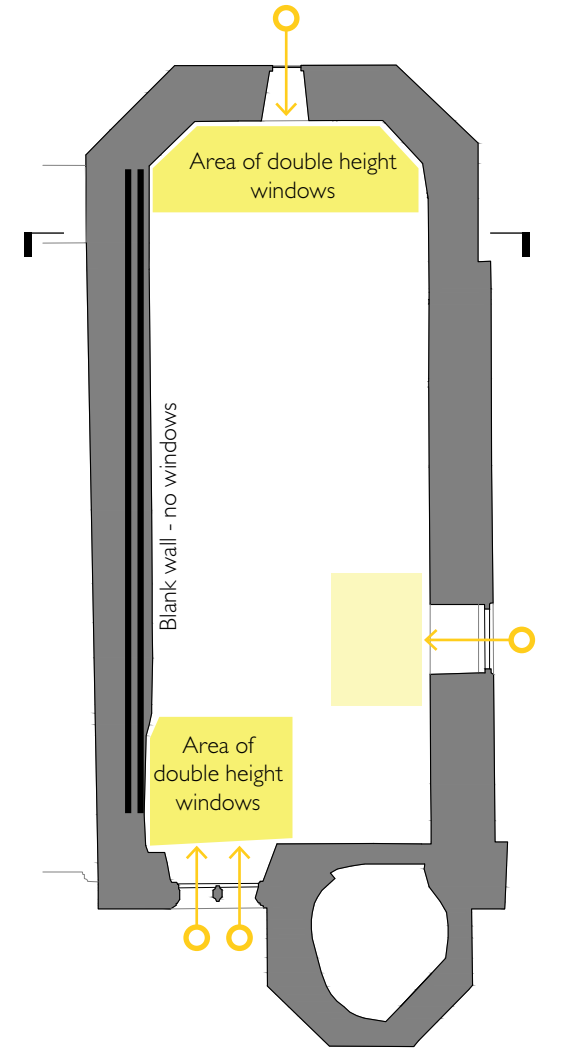 Area of double height
windows
Blank wall - no windows
Area of
double height
windows